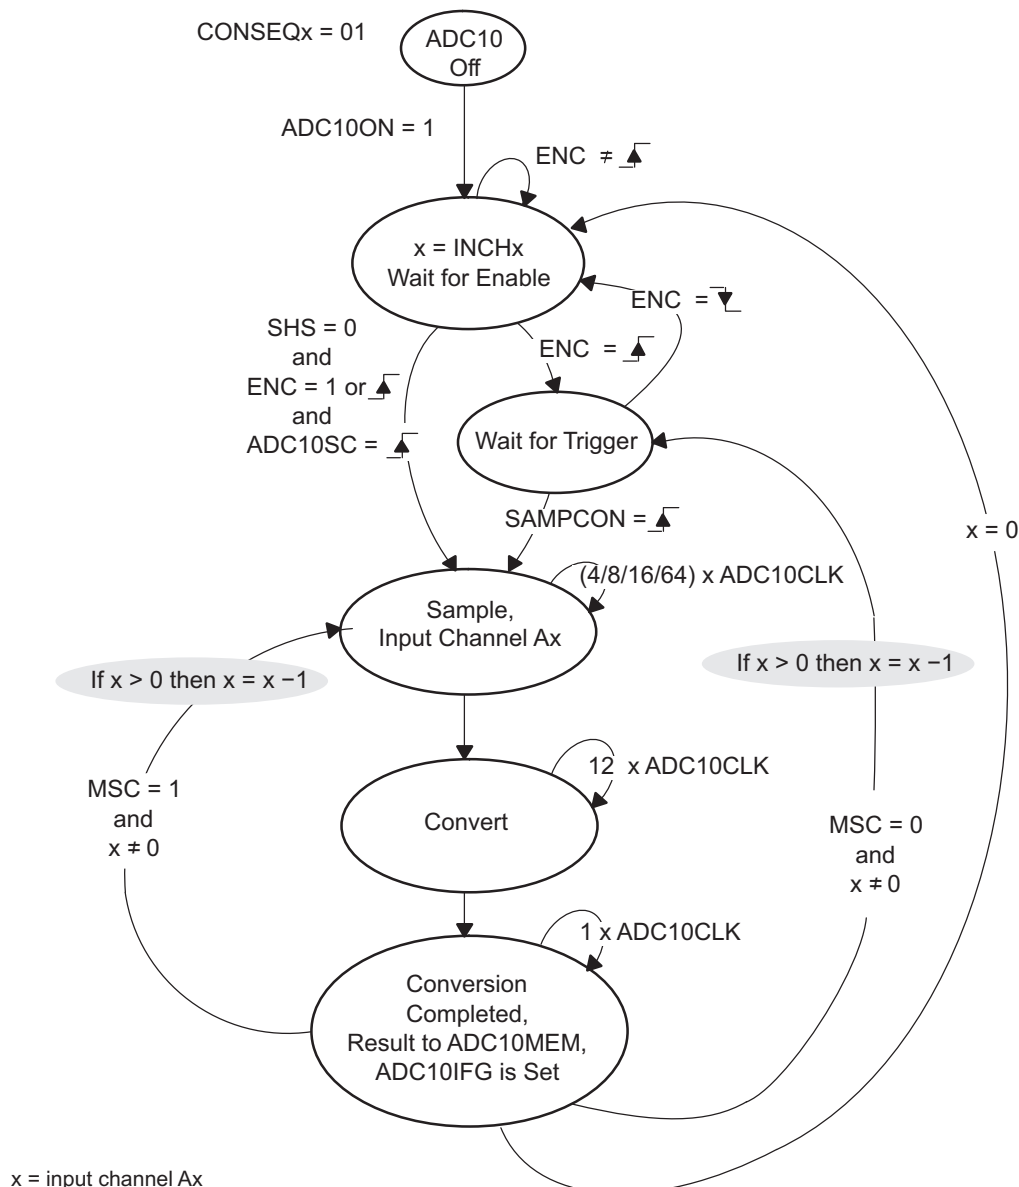 CONSEQx = 01
ADC10
Off
ADC10ON = 1
ENC ≠
x = INCHx
Wait for Enable
ENC =
SHS = 0
and
ENC = 1 or
and
ADC10SC =
ENC =
Wait for Trigger
SAMPCON =
x = 0
(4/8/16/64) x ADC10CLK
Sample,
Input Channel Ax
If x > 0 then x = x −1
If x > 0 then x = x −1
12 x ADC10CLK
Convert
MSC = 1
and
x ≠ 0
MSC = 0
and
x ≠ 0
1 x ADC10CLK
Conversion
Completed,
Result to ADC10MEM,
ADC10IFG is Set
x = input channel Ax